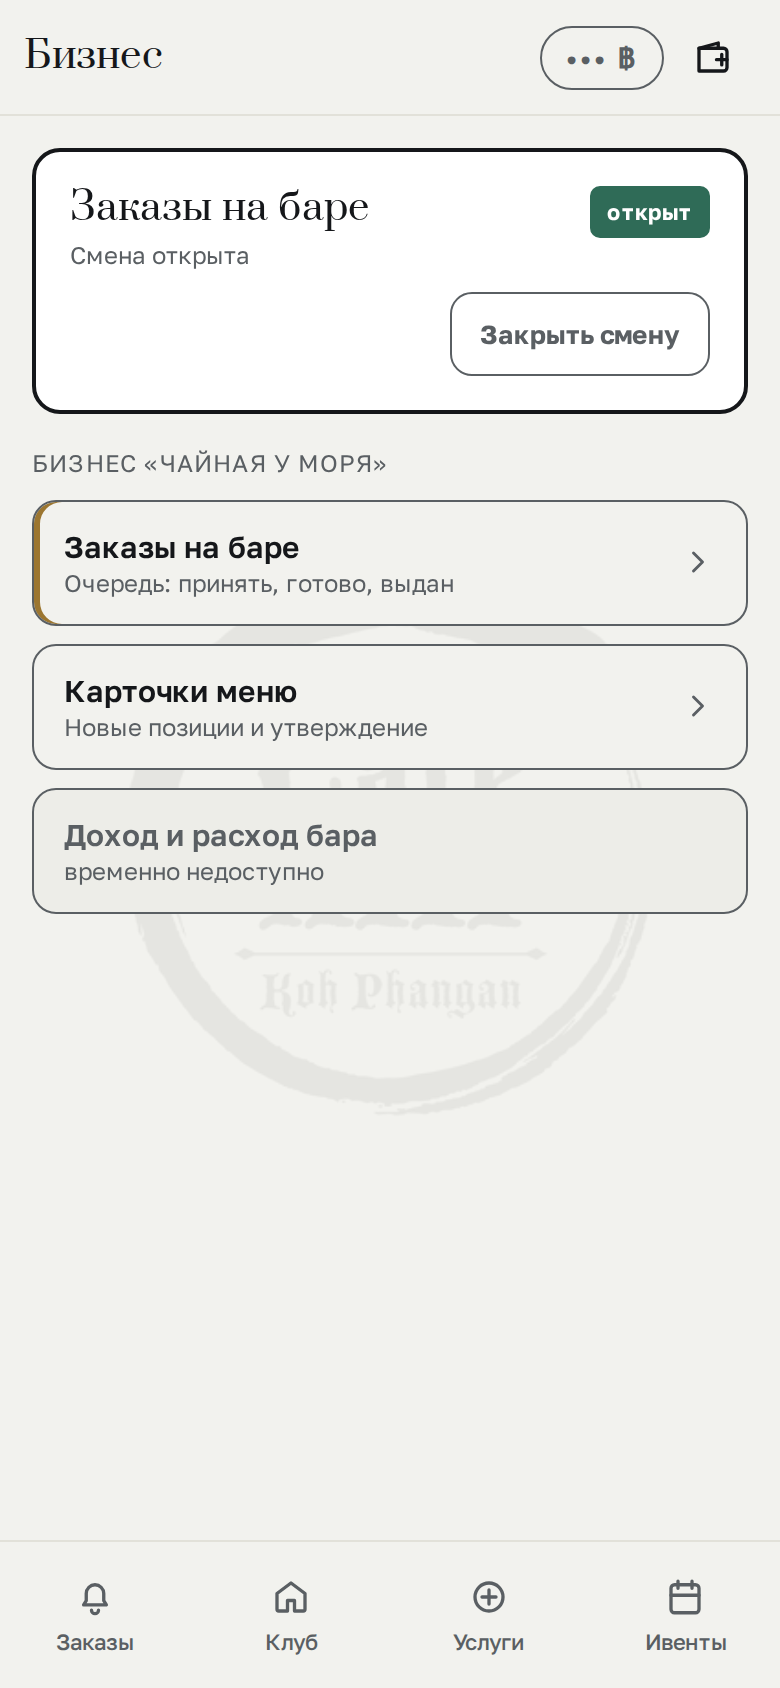 Бизнес
••• ฿
Заказы на баре
открыт
Смена открыта
Закрыть смену
БИЗНЕС «ЧАЙНАЯ У МОРЯ»
Заказы на баре
Очередь: принять, готово, выдан
Карточки меню
Новые позиции и утверждение
Доход и расход бара
временно недоступно
Koh Phangan
Заказы
Клуб
Услуги
Ивенты